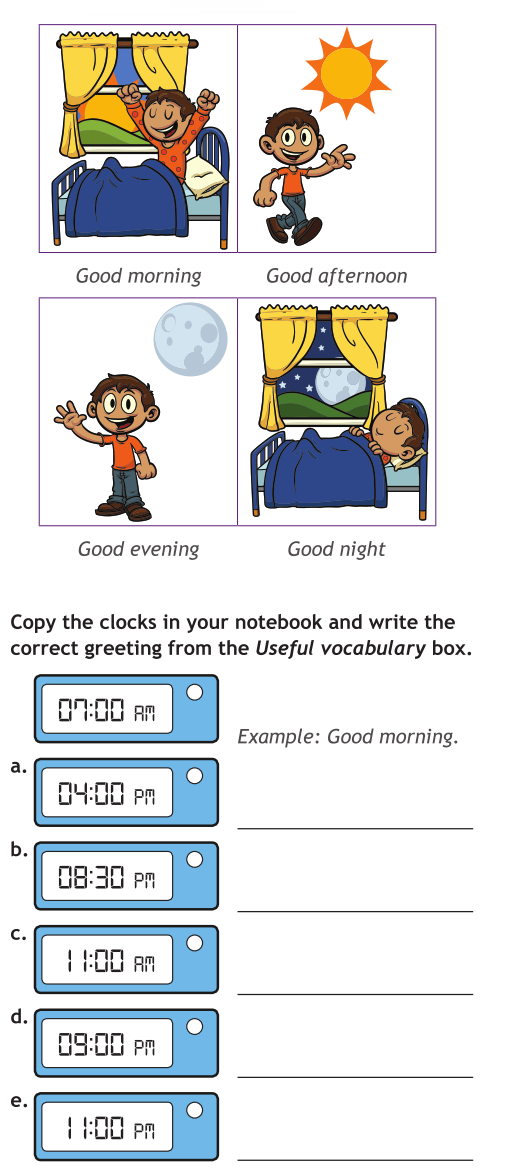 Good morning
Good afternoon
Good evening
Good night
Copy the clocks in your notebook and write the
correct greeting from the Useful vocabulary box.
07:00 AM
Example: Good morning.
a.
04:00 PM
b.
08:30 PM
c.
11:00 AM
d.
09:00 PM
e.
11:00 PM